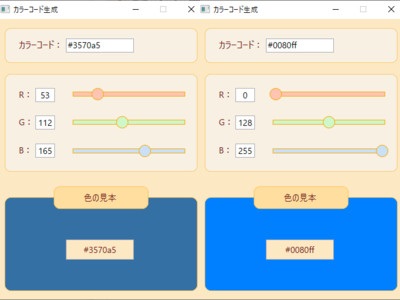 カラーコード生成
カラーコード： #3570a5
R： 53
G： 112
B： 165
色の見本
#3570a5
カラーコード生成
カラーコード： #0080ff
R： 0
G： 128
B： 255
色の見本
#0080ff